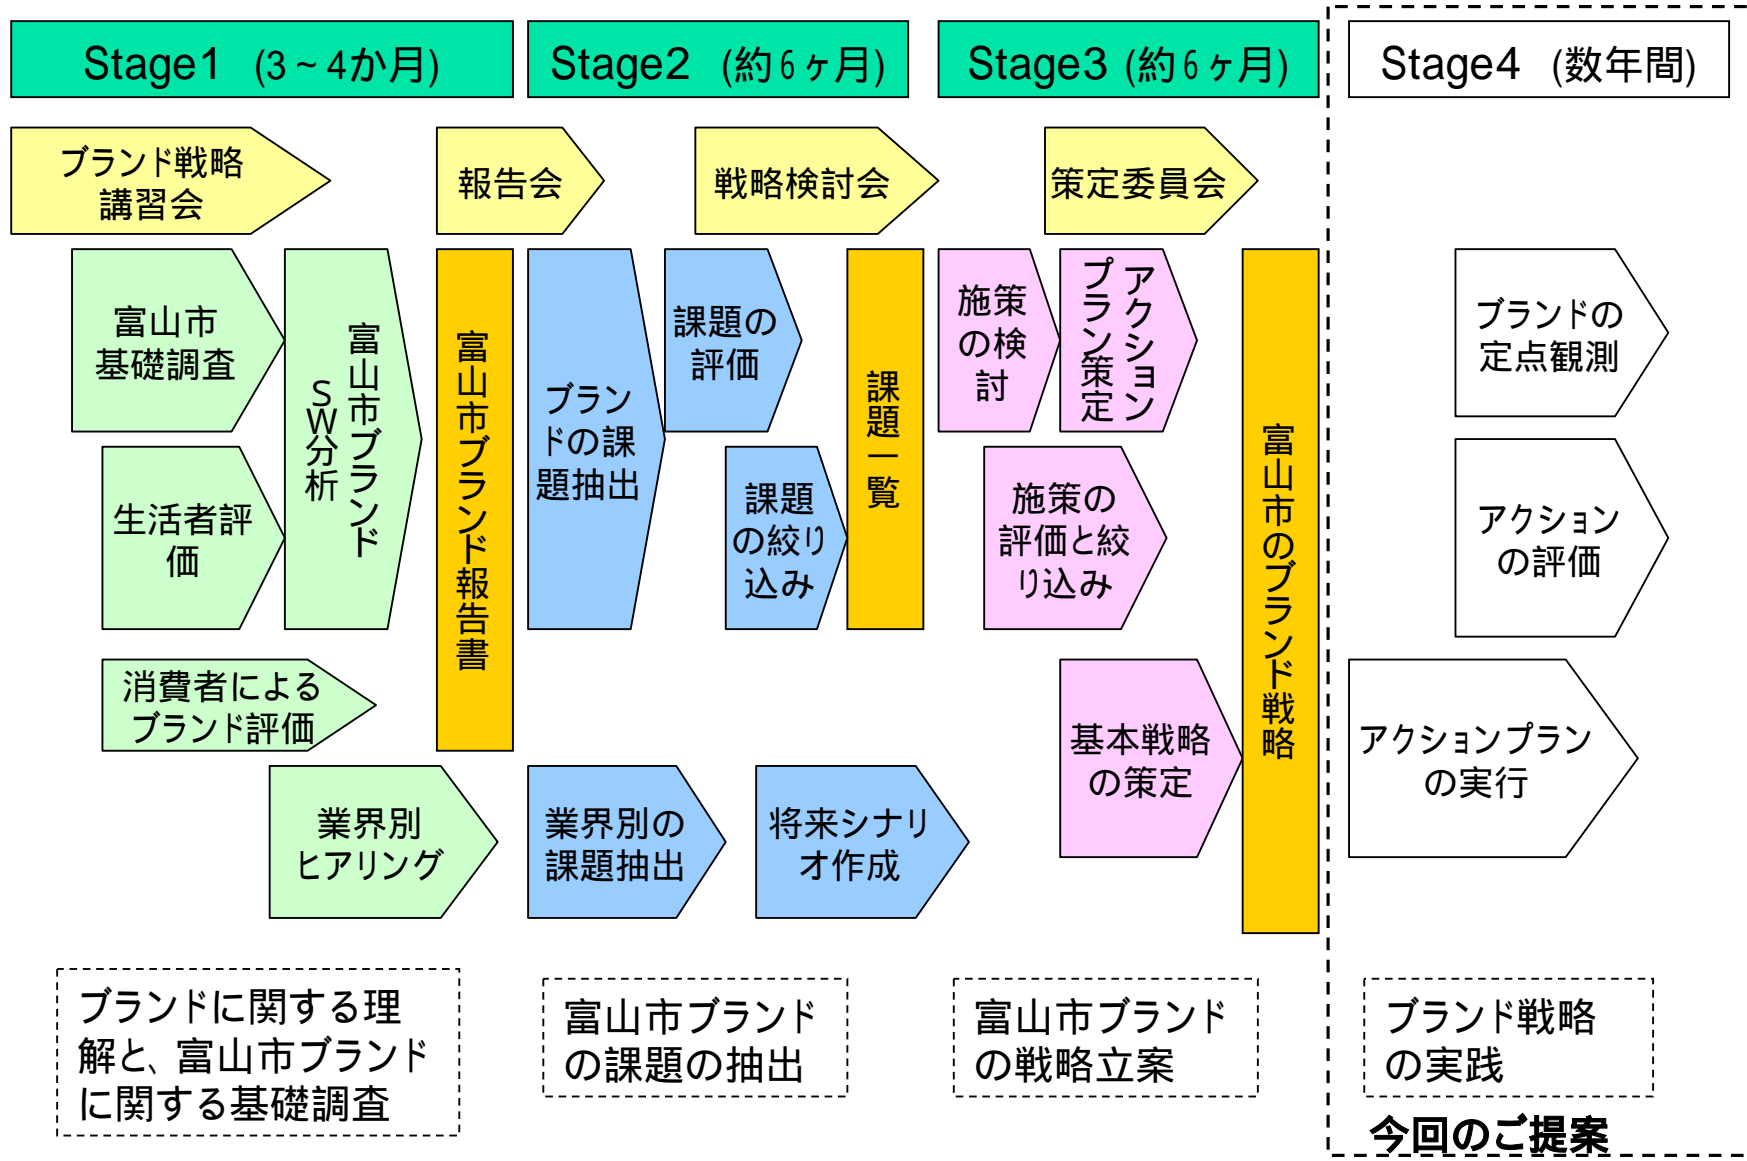 Stage1 (3~4か月)
Stage2 (約6ヶ月)
Stage3 (約6ヶ月)
Stage4 (数年間)
ブランド戦略
講習会
報告会
戦略検討会
策定委員会
富山市
基礎調査
生活者評
価
富山市ブランド
SW分析
消費者による
ブランド評価
業界別
ヒアリング
富山市ブランド報告書
ブラン
ドの課
題抽出
課題の
評価
課題
の絞り
込み
課題一覧
業界別の
課題抽出
将来シナリ
オ作成
施策
の検
討
アクション
プラン策定
施策の
評価と絞
り込み
基本戦略
の策定
富山市のブランド戦略
ブランドの
定点観測
アクション
の評価
アクションプラン
の実行
ブランドに関する理
解と、富山市ブランド
に関する基礎調査
富山市ブランド
の課題の抽出
富山市ブランド
の戦略立案
ブランド戦略
の実践
今回のご提案